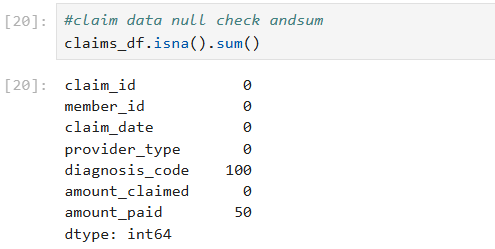 [20]: #claim data null check andsum
claims_df.isna().sum()
[20]: claim_id 0
member_id 0
claim_date 0
provider_type 0
diagnosis_code 100
amount_claimed 0
amount_paid 50
dtype: int64